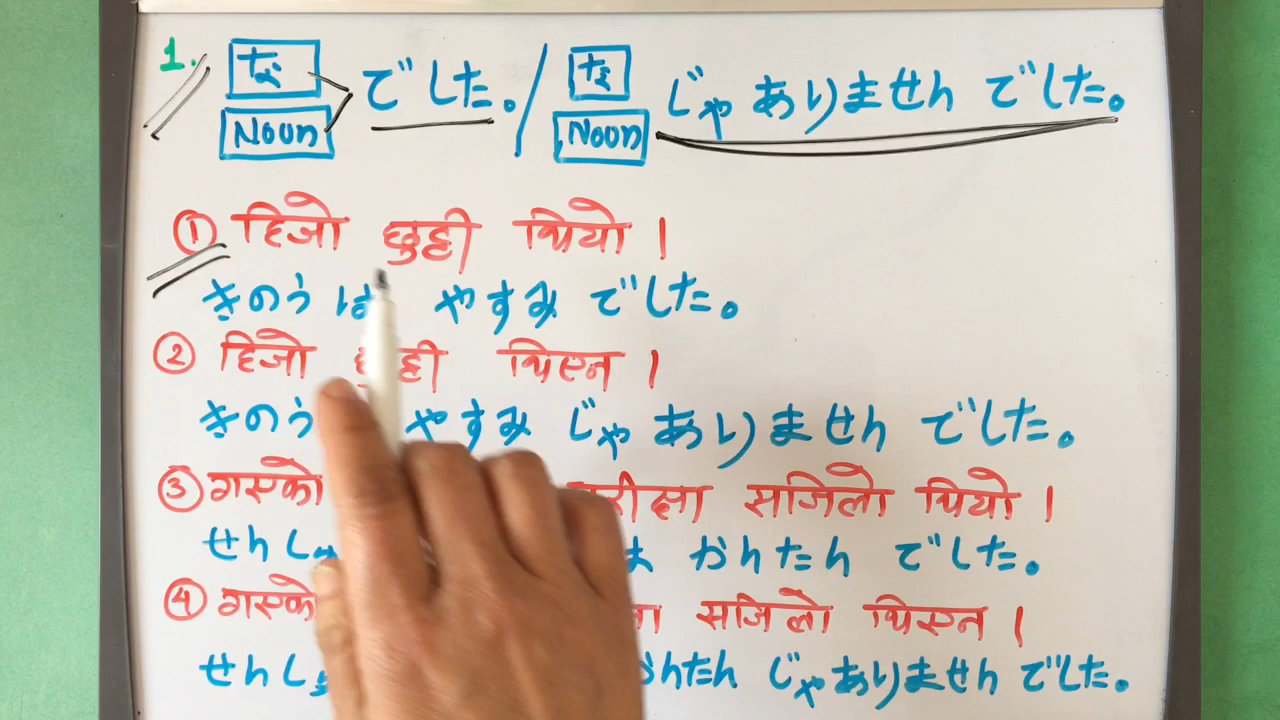 1. な Noun でした。/ な Noun じゃ ありません でした。
① हिजो छुट्टी थियो ।
きのう は やすみ でした。
② हिजो छुट्टी थिएन ।
きのう やすみ じゃ ありません でした。
③ गएको परीक्षा सजिलो थियो ।
せんしゅ かんたん でした。
④ गएको सजिलो थिएन ।
せんしゅ かんたん じゃ ありません でした。